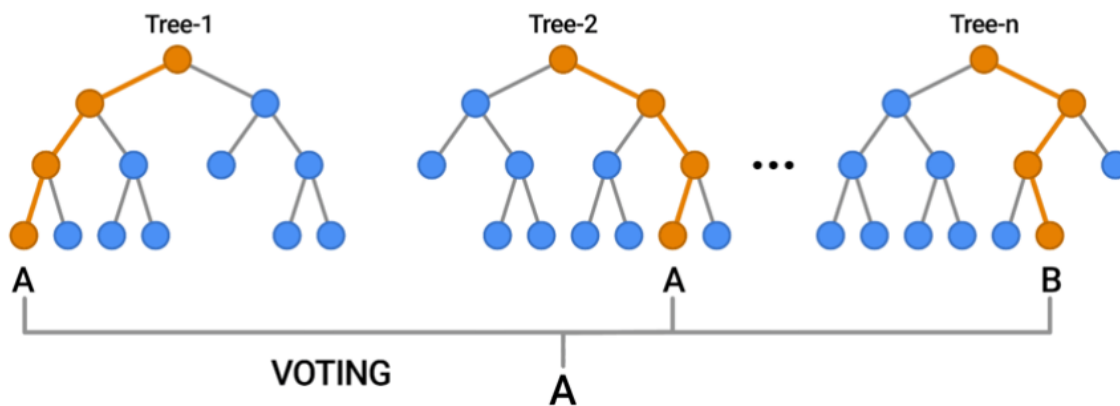 Tree-1 Tree-2 Tree-n
...
A A B
VOTING
A